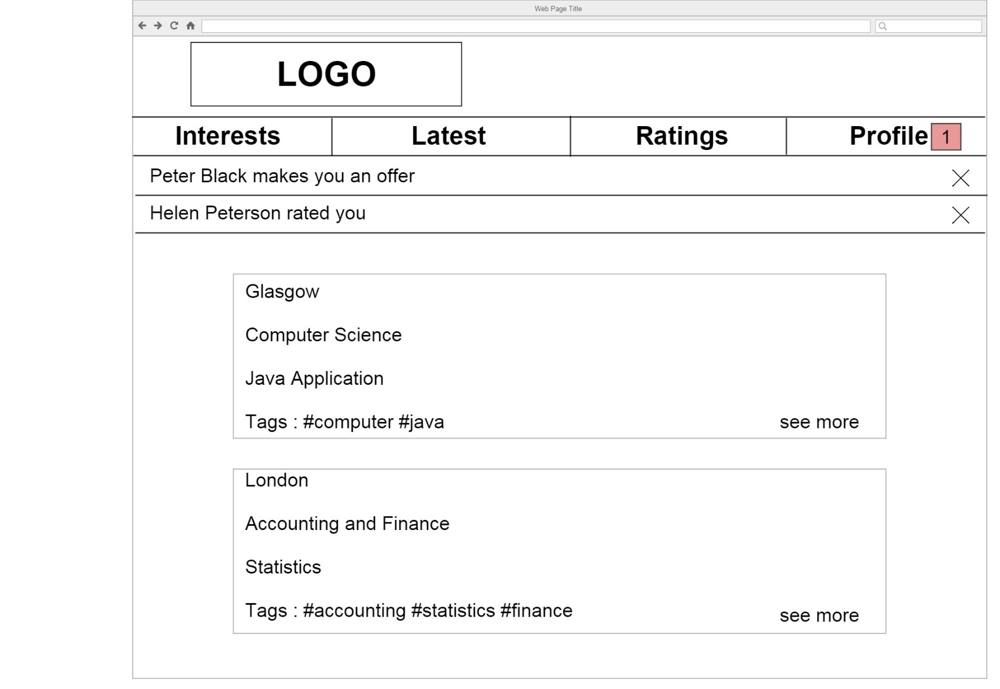 Web Page Title
LOGO
Interests Latest Ratings Profile 1
Peter Black makes you an offer
Helen Peterson rated you
Glasgow
Computer Science
Java Application
Tags : #computer #java see more
London
Accounting and Finance
Statistics
Tags : #accounting #statistics #finance see more